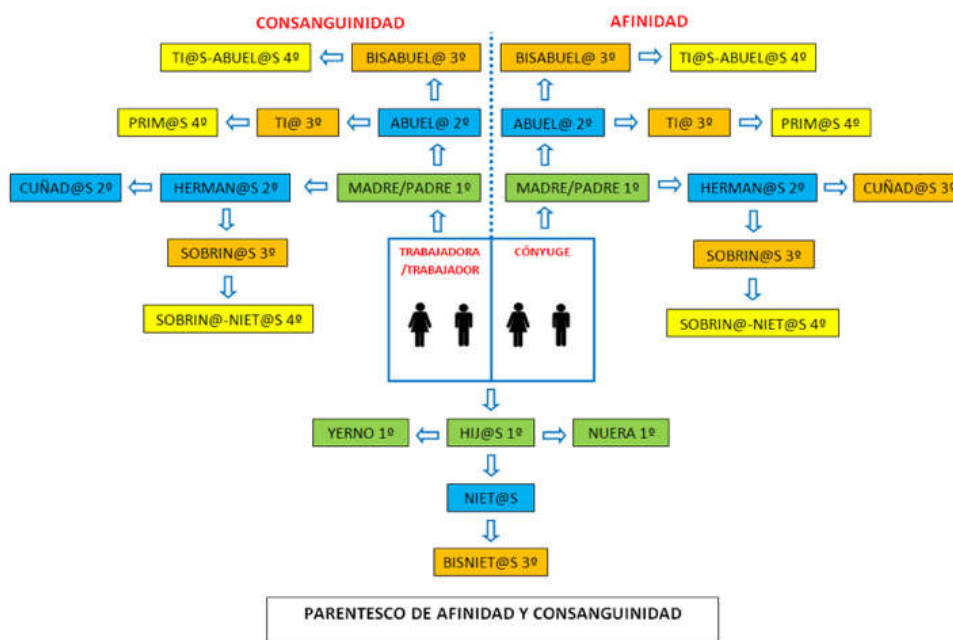 CONSANGUINIDAD
AFINIDAD
TI@S-ABUEL@S 4º
BISABUEL@ 3º
BISABUEL@ 3º
TI@S-ABUEL@S 4º
PRIM@S 4º
TI@ 3º
ABUEL@ 2º
ABUEL@ 2º
TI@ 3º
PRIM@S 4º
CUÑAD@S 2º
HERMAN@S 2º
MADRE/PADRE 1º
MADRE/PADRE 1º
HERMAN@S 2º
CUÑAD@S 3º
SOBRIN@S 3º
TRABAJADORA
/TRABAJADOR
CÓNYUGE
SOBRIN@S 3º
SOBRIN@-NIET@S 4º
SOBRIN@-NIET@S 4º
YERNO 1º
HIJ@S 1º
NUERA 1º
NIET@S
BISNIET@S 3º
PARENTESCO DE AFINIDAD Y CONSANGUINIDAD